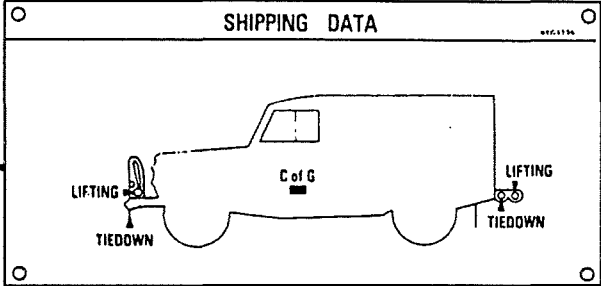 SHIPPING DATA
C of G
LIFTING
LIFTING
TIEDOWN
TIEDOWN